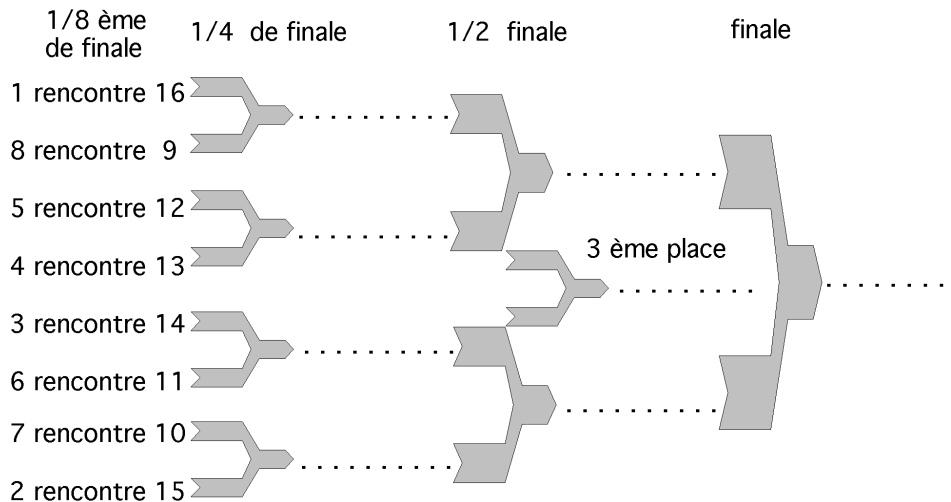 1/8 ème
de finale
1/4 de finale
1/2 finale
finale
1 rencontre 16
8 rencontre 9
5 rencontre 12
4 rencontre 13
3 ème place
3 rencontre 14
6 rencontre 11
7 rencontre 10
2 rencontre 15